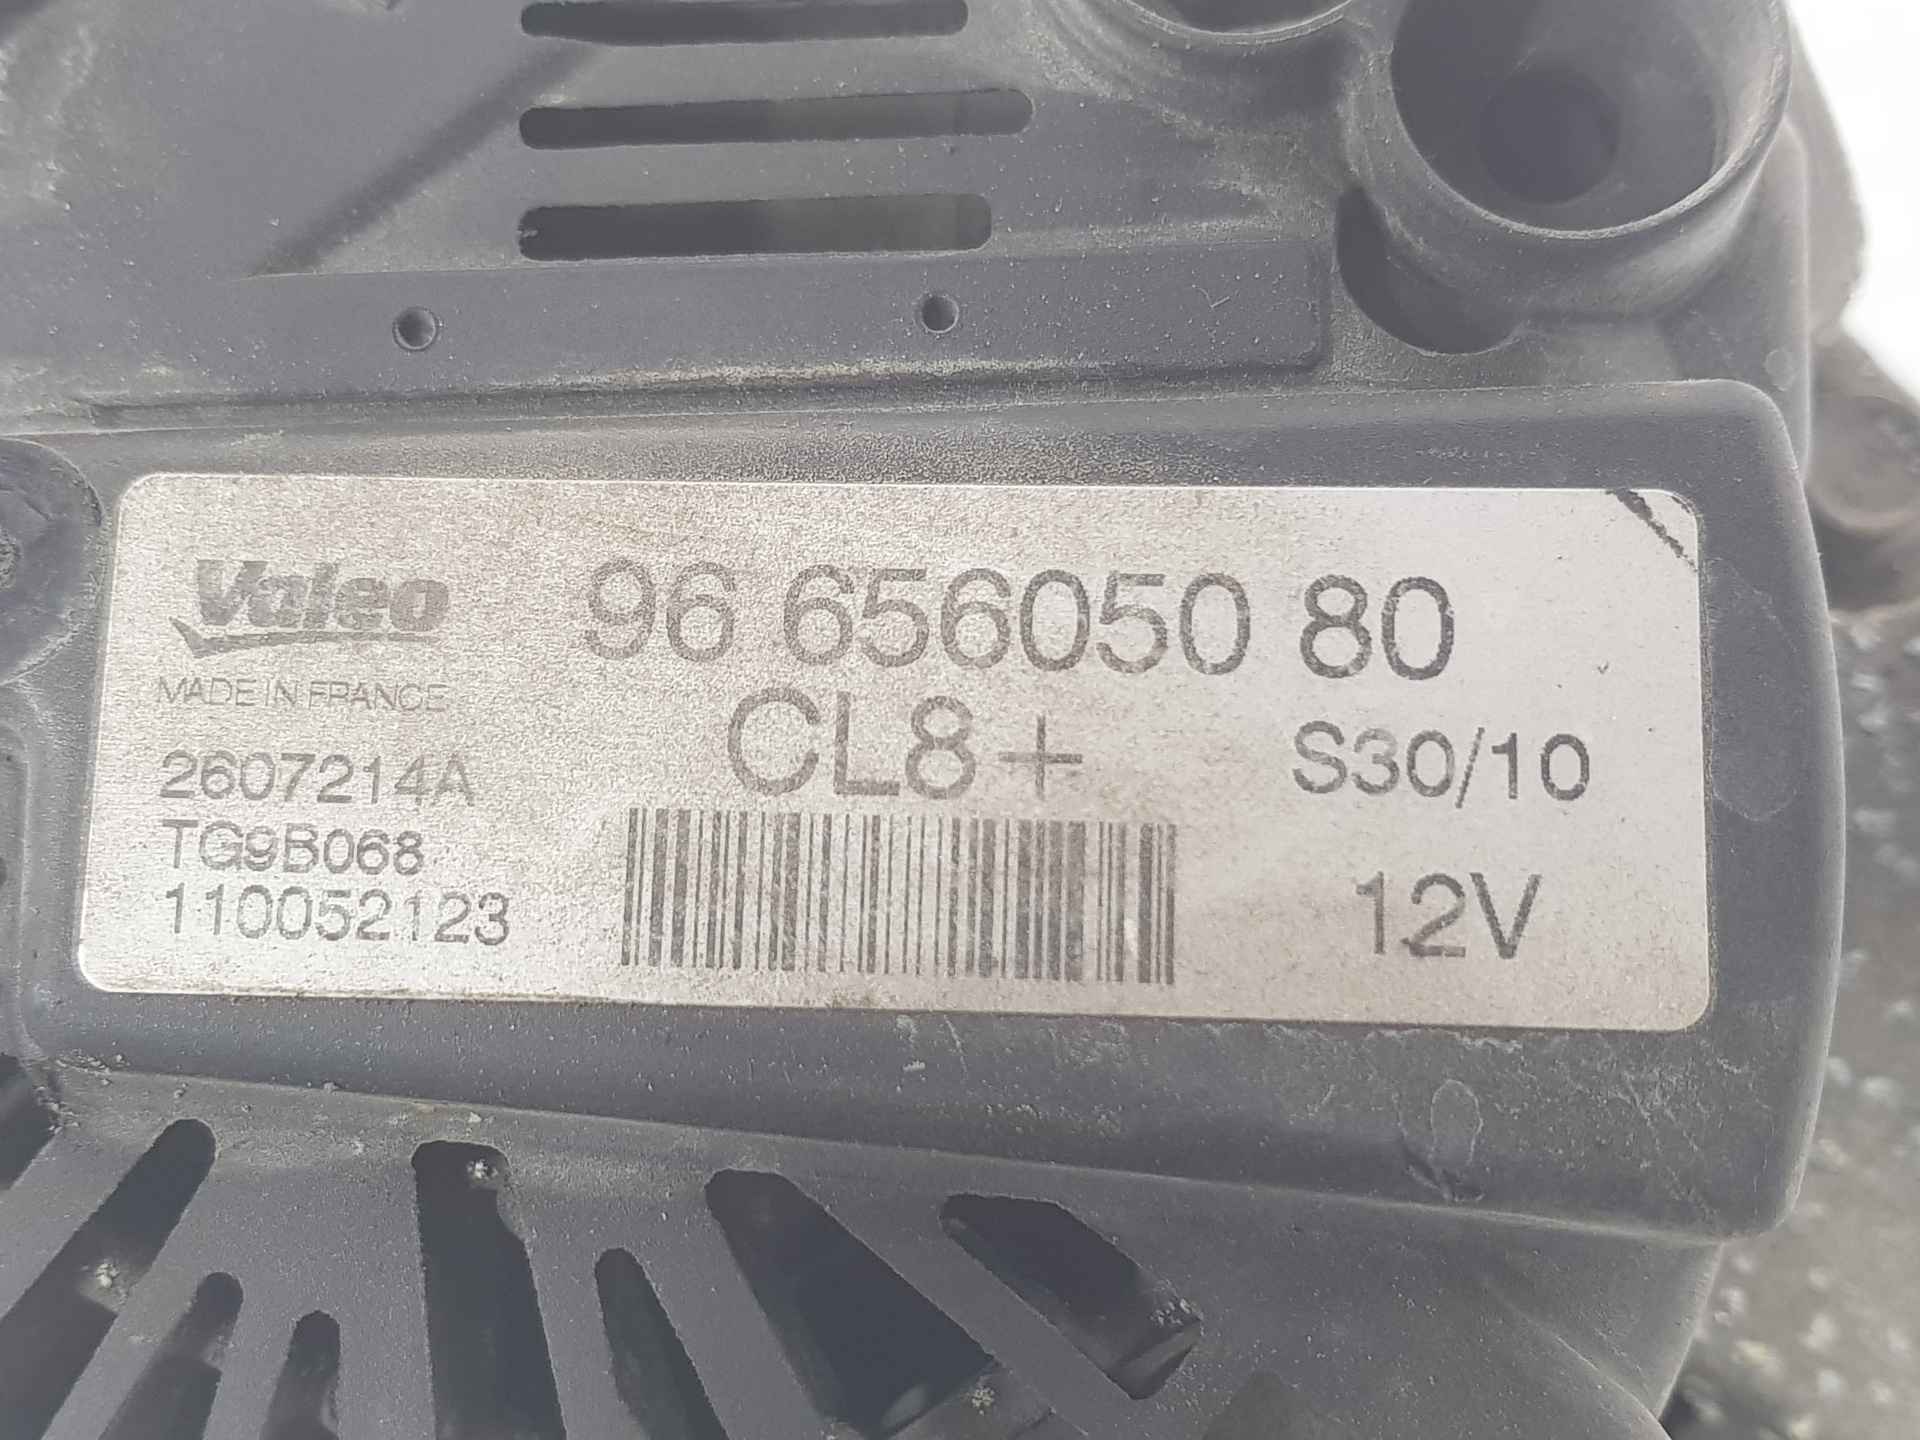 Valeo
96 656050 80
MADE IN FRANCE
CL8+
S30/10
2607214A
TG9B068
110052123
12V